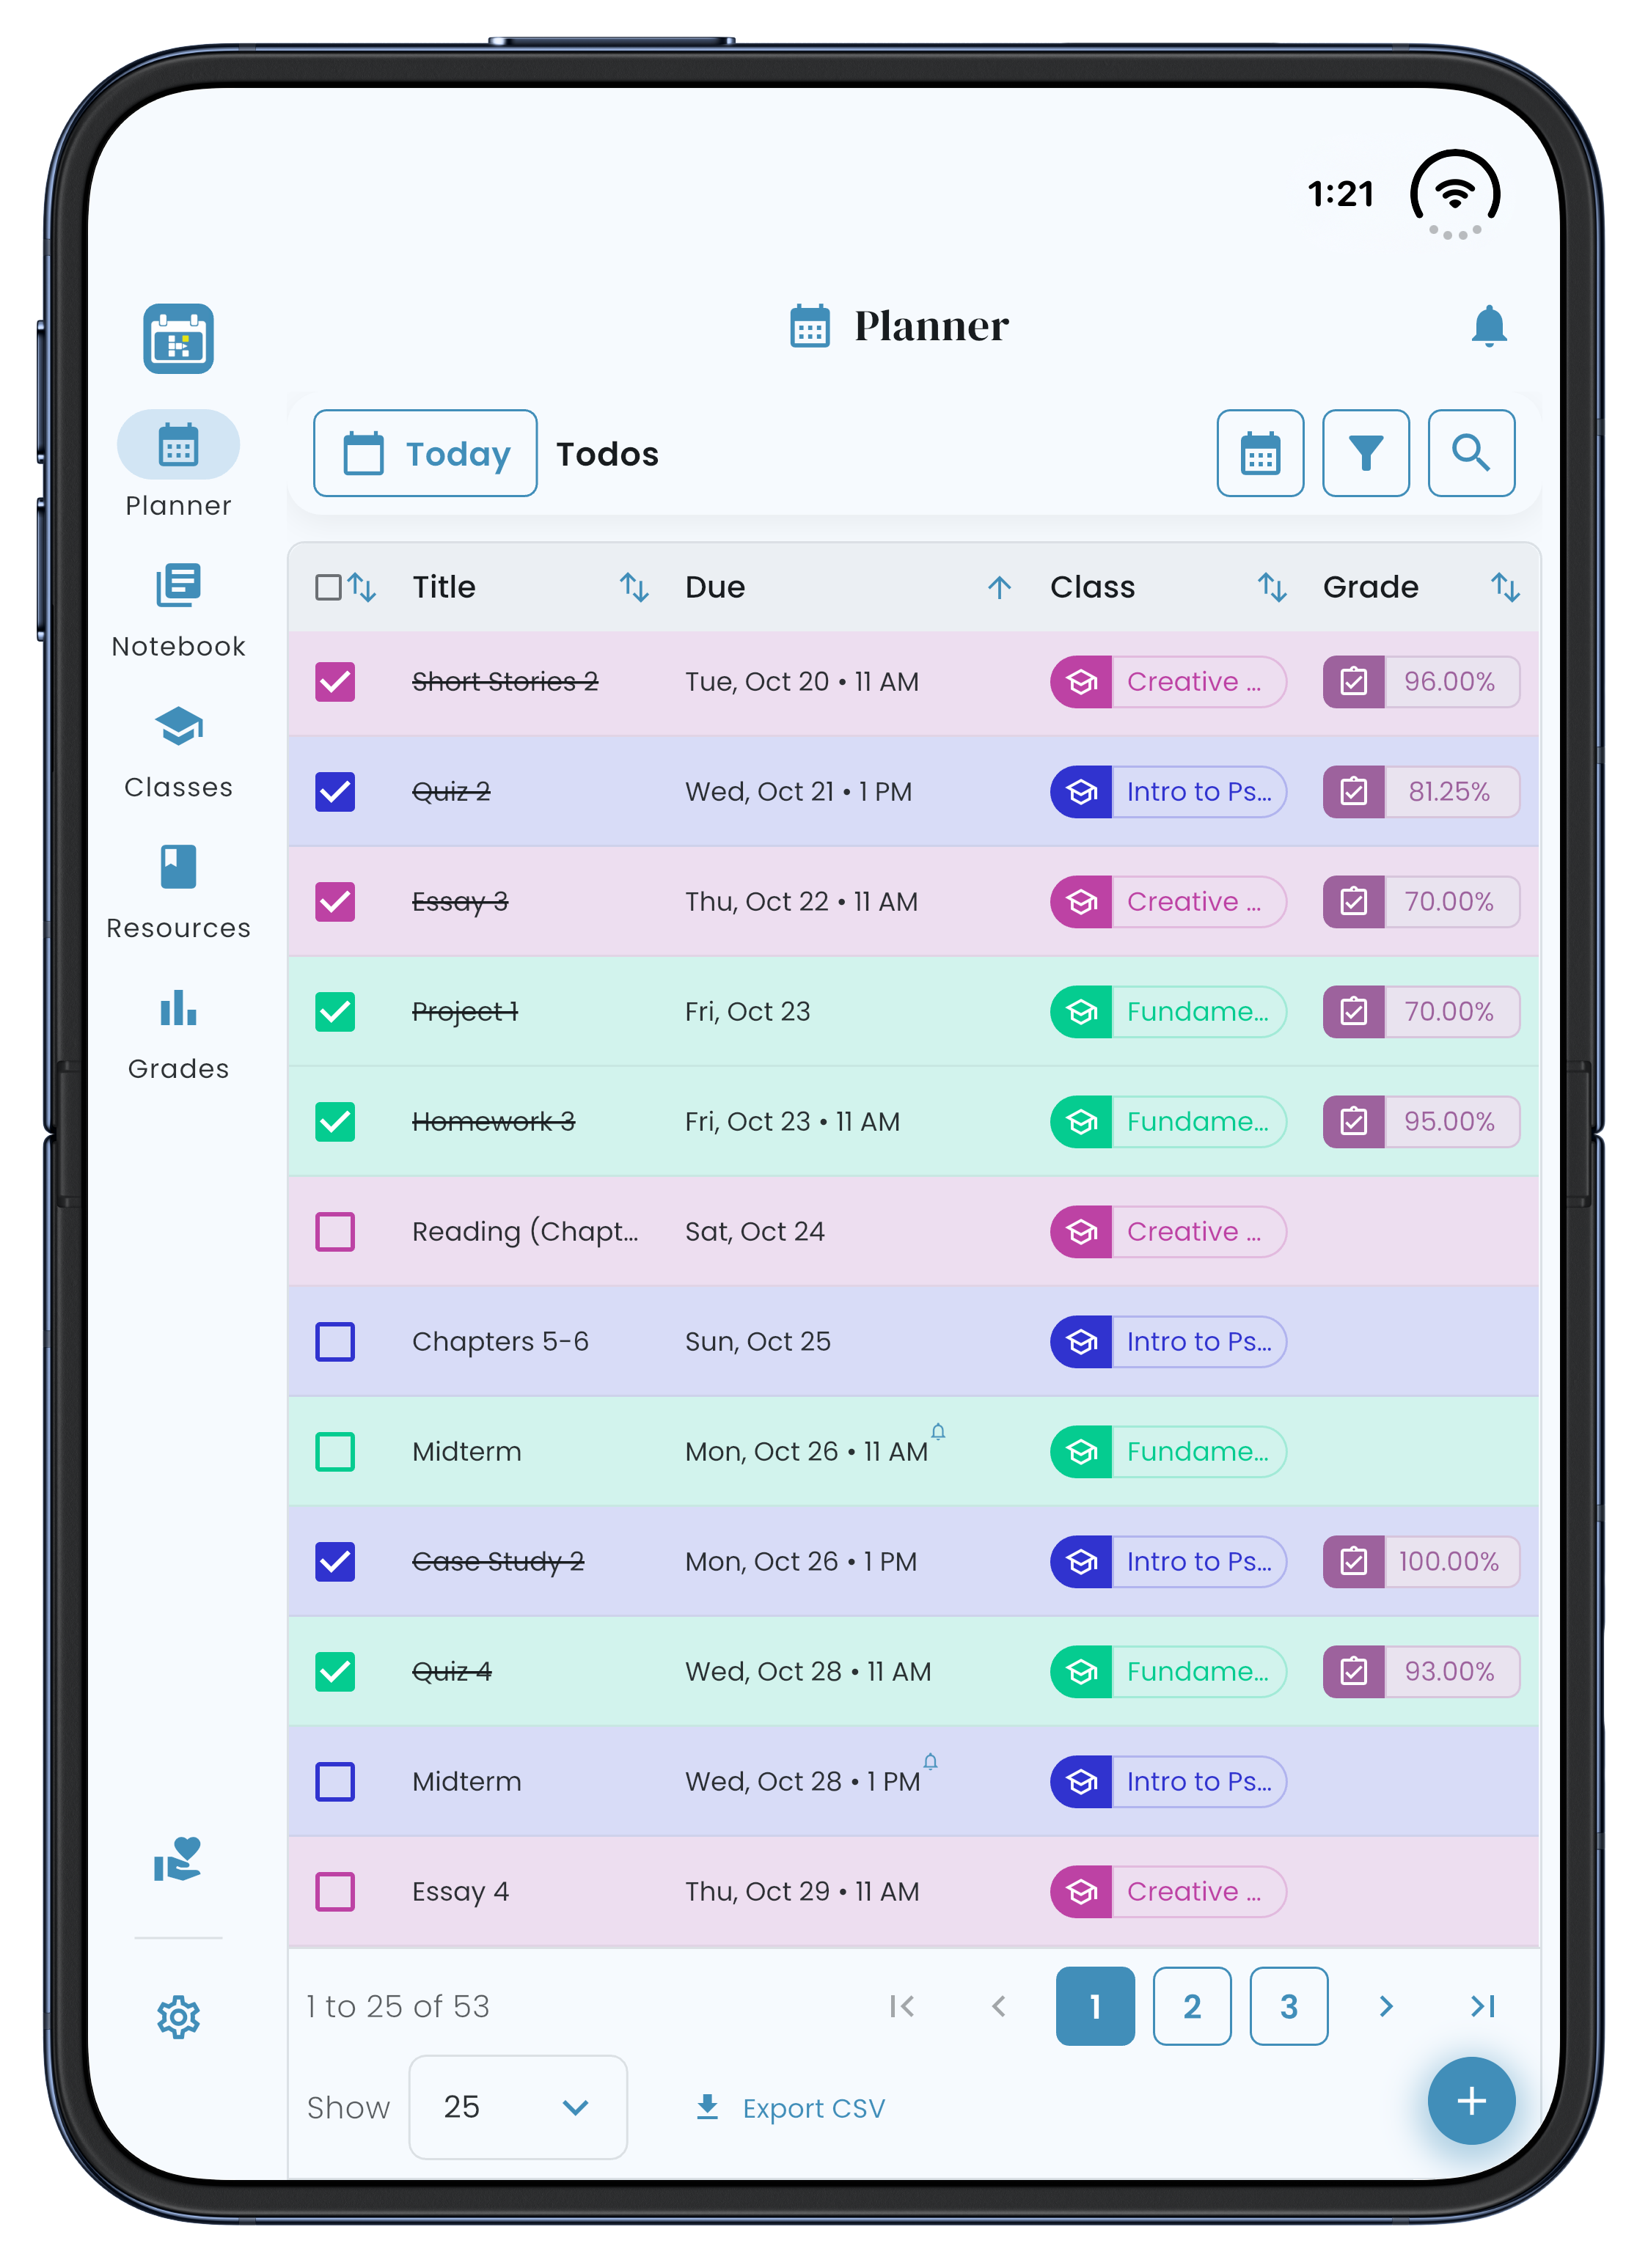 1:21
Planner
Today Todos
Planner
Notebook
Classes
Resources
Grades
Title Due Class Grade
Short Stories 2 Tue, Oct 20 • 11 AM Creative ... 96.00%
Quiz 2 Wed, Oct 21 • 1 PM Intro to Ps... 81.25%
Essay 3 Thu, Oct 22 • 11 AM Creative ... 70.00%
Project 1 Fri, Oct 23 Fundame... 70.00%
Homework 3 Fri, Oct 23 • 11 AM Fundame... 95.00%
Reading (Chapt... Sat, Oct 24 Creative ...
Chapters 5-6 Sun, Oct 25 Intro to Ps...
Midterm Mon, Oct 26 • 11 AM Fundame...
Case Study 2 Mon, Oct 26 • 1 PM Intro to Ps... 100.00%
Quiz 4 Wed, Oct 28 • 11 AM Fundame... 93.00%
Midterm Wed, Oct 28 • 1 PM Intro to Ps...
Essay 4 Thu, Oct 29 • 11 AM Creative ...
1 to 25 of 53 1 2 3
Show 25 Export CSV